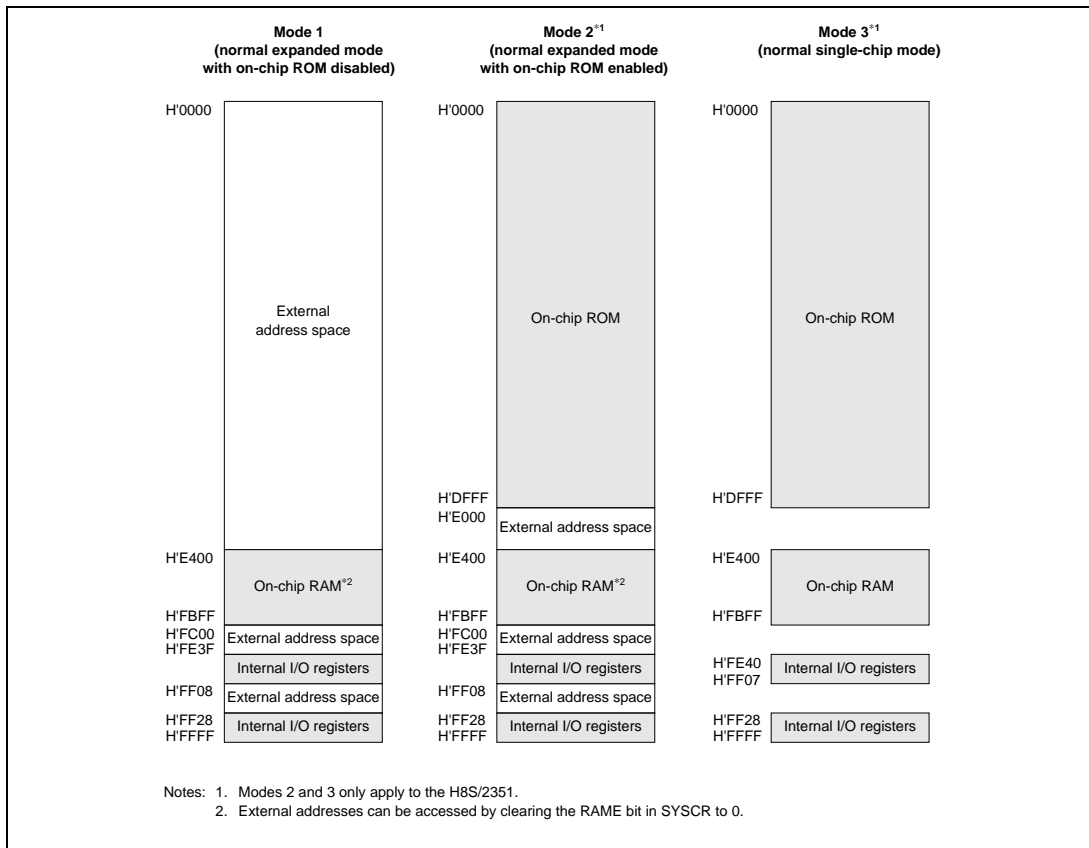 Mode 1
(normal expanded mode
with on-chip ROM disabled)
H'0000
External
address space
H'E400
On-chip RAM*2
H'FBFF
H'FC00
External address space
H'FE3F
Internal I/O registers
H'FF08
External address space
H'FF28
Internal I/O registers
H'FFFF
Mode 2*1
(normal expanded mode
with on-chip ROM enabled)
H'0000
On-chip ROM
H'DFFF
H'E000
External address space
H'E400
On-chip RAM*2
H'FBFF
H'FC00
External address space
H'FE3F
Internal I/O registers
H'FF08
External address space
H'FF28
Internal I/O registers
H'FFFF
Mode 3*1
(normal single-chip mode)
H'0000
On-chip ROM
H'DFFF
H'E400
On-chip RAM
H'FBFF
H'FE40
Internal I/O registers
H'FF07
H'FF28
Internal I/O registers
H'FFFF
Notes: 1. Modes 2 and 3 only apply to the H8S/2351.
2. External addresses can be accessed by clearing the RAME bit in SYSCR to 0.